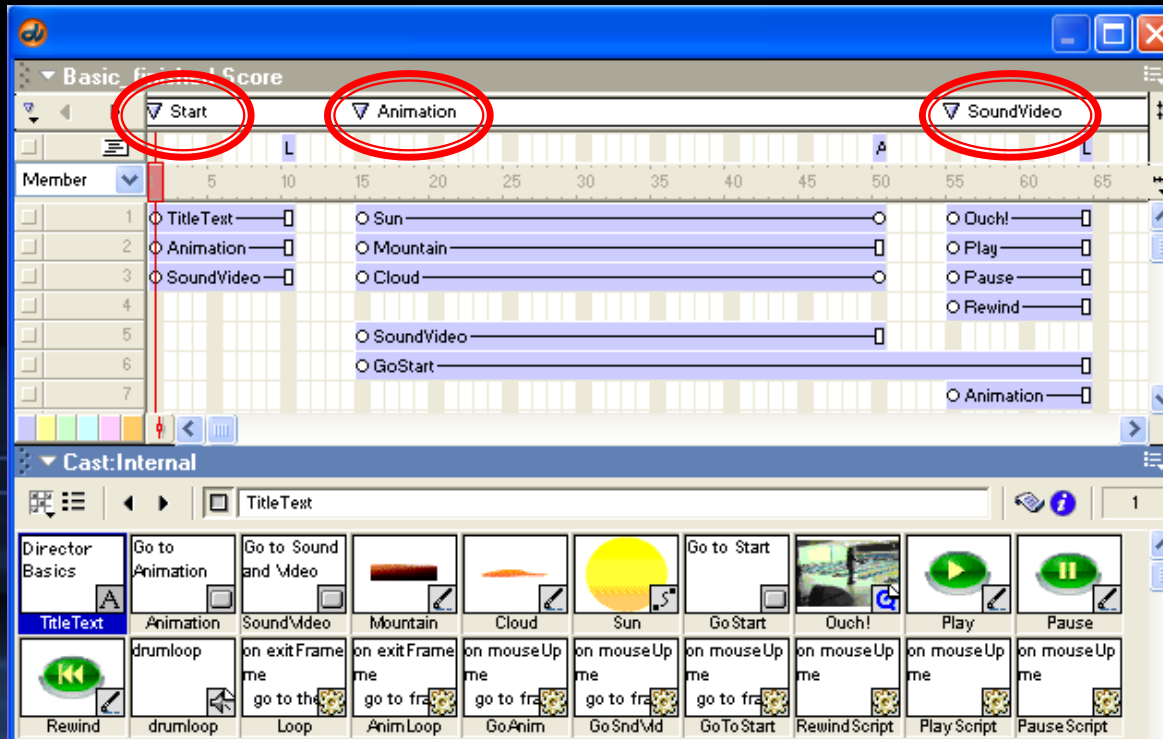 Basic_finished Score
Start Animation SoundVideo
L A L
Member 5 10 15 20 25 30 35 40 45 50 55 60 65
1 TitleText Sun Ouch!
2 Animation Mountain Play
3 SoundVideo Cloud Pause
4 Rewind
5 SoundVideo
6 GoStart
7 Animation
Cast:Internal
TitleText 1
Director
Basics
A
TitleText
Go to
Animation
Animation
Go to Sound
and Video
SoundVideo
Mountain
Cloud
Sun
Go to Start
GoStart
Ouch!
Play
Pause
Rewind
drumloop
drumloop
on exitFrame
me
go to the
Loop
on exitFrame
me
go to fra
AnimLoop
on mouseUp
me
go to fra
GoAnim
on mouseUp
me
go to fra
GoSndVid
on mouseUp
me
go to fra
GoToStart
on mouseUp
me
RewindScript
on mouseUp
me
PlayScript
on mouseUp
me
PauseScript